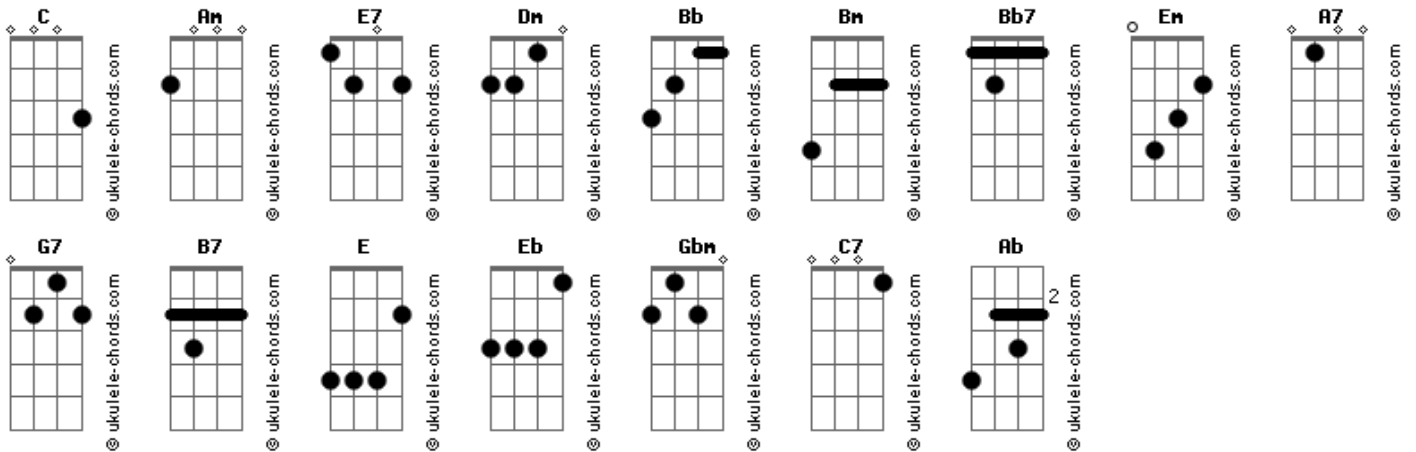 C Am E7 Dm Bb Bm Bb7 Em A7
© ukulele-chords.com © ukulele-chords.com © ukulele-chords.com © ukulele-chords.com © ukulele-chords.com © ukulele-chords.com © ukulele-chords.com © ukulele-chords.com © ukulele-chords.com
G7 B7 E Eb Gbm C7 Ab
2
© ukulele-chords.com © ukulele-chords.com © ukulele-chords.com © ukulele-chords.com © ukulele-chords.com © ukulele-chords.com © ukulele-chords.com